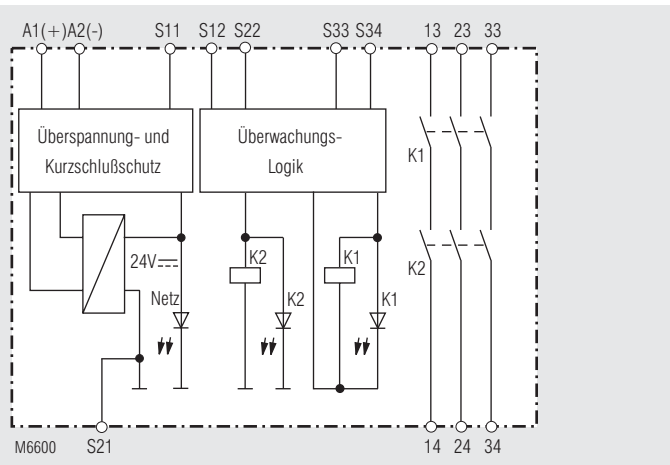 A1(+) A2(-) S11 S12 S22 S33 S34 13 23 33
Überspannung- und
Kurzschlußschutz
Überwachungs-
Logik
K1
24V
K2
K1
K2
Netz
K2
K1
M6600 S21 14 24 34